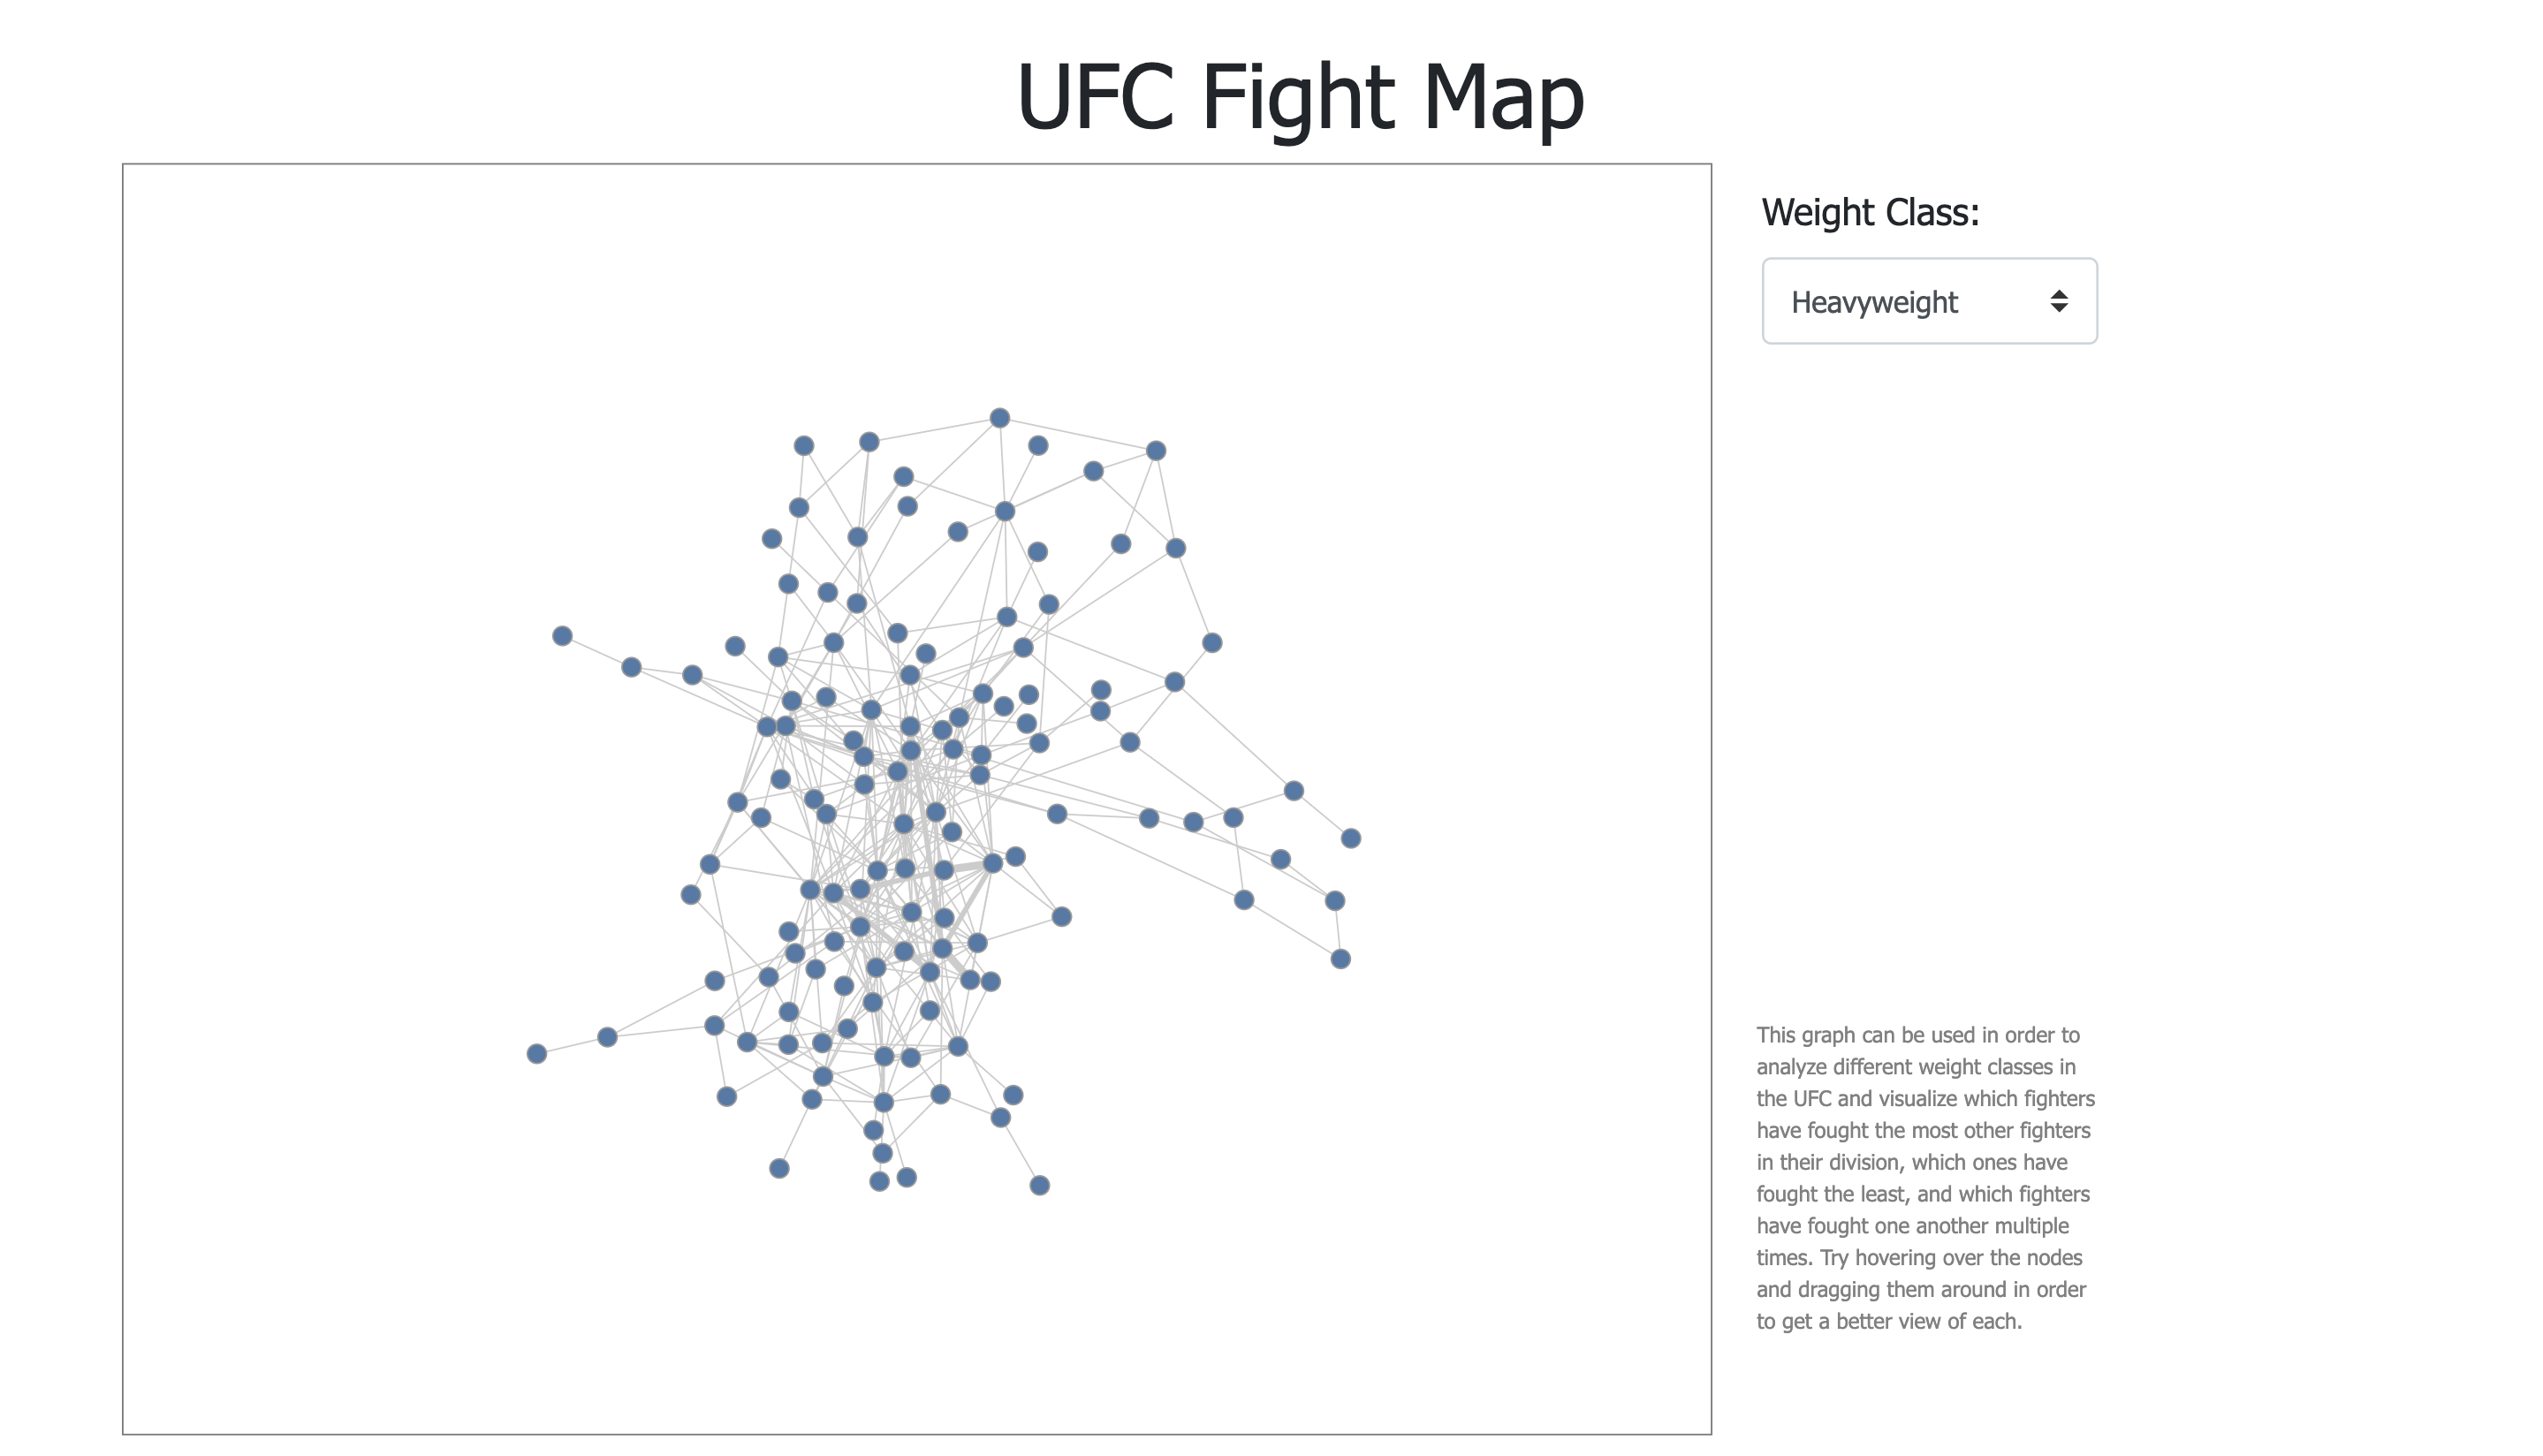 UFC Fight Map
Weight Class:
Heavyweight
This graph can be used in order to
analyze different weight classes in
the UFC and visualize which fighters
have fought the most other fighters
in their division, which ones have
fought the least, and which fighters
have fought one another multiple
times. Try hovering over the nodes
and dragging them around in order
to get a better view of each.